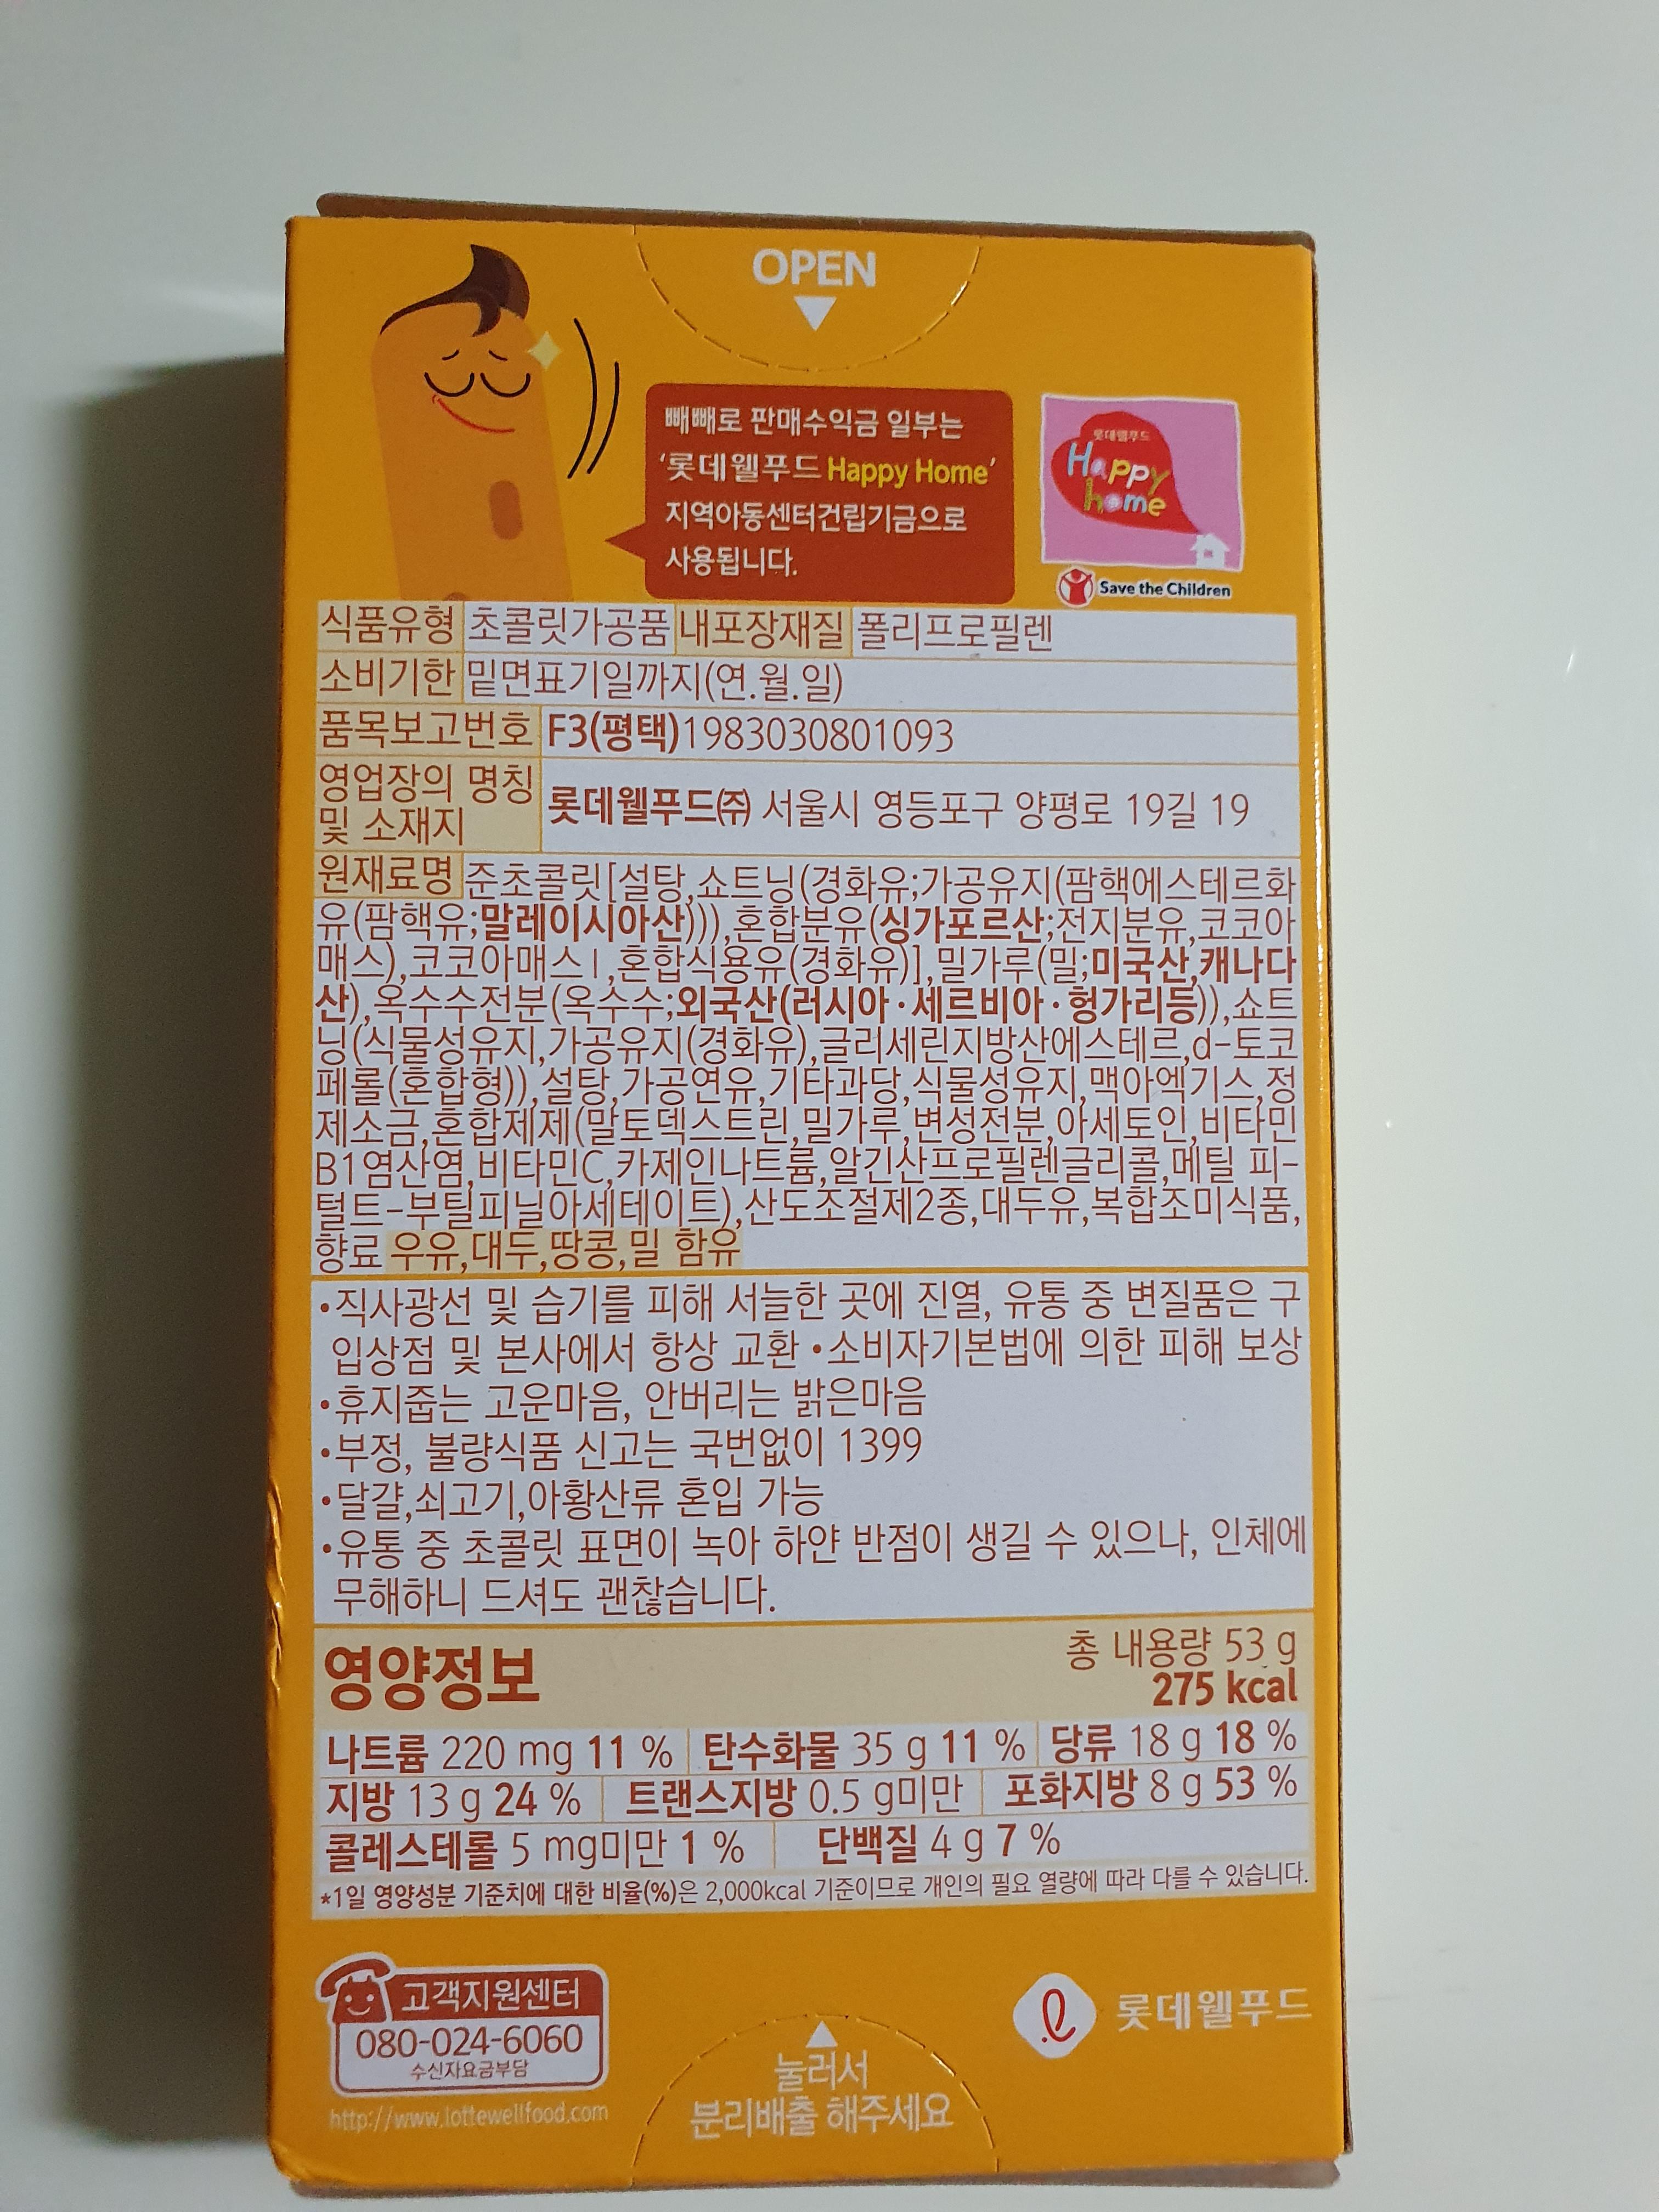 OPEN
빼빼로 판매수익금 일부는
'롯데웰푸드 Happy Home'
지역아동센터건립기금으로
사용됩니다.
롯데웰푸드
Happy
home
Save the Children
식품유형 초콜릿가공품 내포장재질 폴리프로필렌
소비기한 밑면표기일까지(연.월.일)
품목보고번호 F3(평택)1983030801093
영업장의 명칭
및 소재지
롯데웰푸드㈜ 서울시 영등포구 양평로 19길 19
원재료명 준초콜릿[설탕,쇼트닝(경화유;가공유지(팜핵에스테르화
유(팜핵유;말레이시아산))),혼합분유(싱가포르산;전지분유,코코아
매스),코코아매스Ⅰ,혼합식용유(경화유)],밀가루(밀;미국산,캐나다
산),옥수수전분(옥수수;외국산(러시아·세르비아·헝가리등)),쇼트
닝(식물성유지,가공유지(경화유),글리세린지방산에스테르,d-토코
페롤(혼합형)),설탕,가공연유,기타과당,식물성유지,맥아엑기스,정
제소금,혼합제제(말토덱스트린,밀가루,변성전분,아세토인,비타민
B1염산염,비타민C,카제인나트륨,알긴산프로필렌글리콜,메틸 피-
털트-부틸피닐아세테이트),산도조절제2종,대두유,복합조미식품,
향료 우유,대두,땅콩,밀 함유
•직사광선 및 습기를 피해 서늘한 곳에 진열, 유통 중 변질품은 구
입상점 및 본사에서 항상 교환 •소비자기본법에 의한 피해 보상
•휴지줍는 고운마음, 안버리는 밝은마음
•부정, 불량식품 신고는 국번없이 1399
•달걀,쇠고기,아황산류 혼입 가능
•유통 중 초콜릿 표면이 녹아 하얀 반점이 생길 수 있으나, 인체에
무해하니 드셔도 괜찮습니다.
영양정보
총 내용량 53 g
275 kcal
나트륨 220 mg 11 % 탄수화물 35 g 11 % 당류 18 g 18 %
지방 13 g 24 % 트랜스지방 0.5 g미만 포화지방 8 g 53 %
콜레스테롤 5 mg미만 1 % 단백질 4 g 7 %
*1일 영양성분 기준치에 대한 비율(%)은 2,000kcal 기준이므로 개인의 필요 열량에 따라 다를 수 있습니다.
고객지원센터
080-024-6060
수신자요금부담
http://www.lottewellfood.com
눌러서
분리배출 해주세요
롯데웰푸드